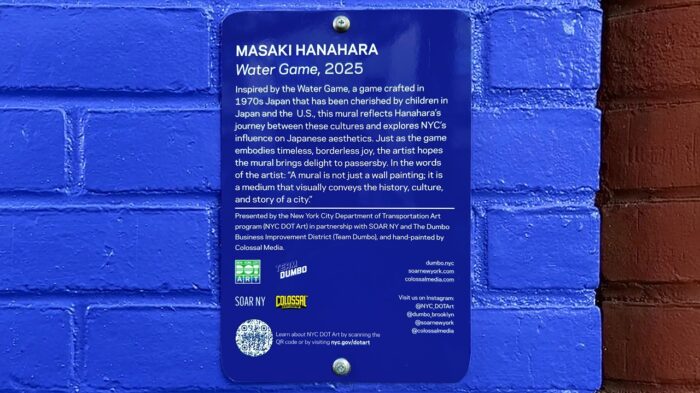 MASAKI HANAHARA
Water Game, 2025
Inspired by the Water Game, a game crafted in
1970s Japan that has been cherished by children in
Japan and the U.S., this mural reflects Hanahara's
journey between these cultures and explores NYC's
influence on Japanese aesthetics. Just as the game
embodies timeless, borderless joy, the artist hopes
the mural brings delight to passersby. In the words
of the artist: "A mural is not just a wall painting; it is
a medium that visually conveys the history, culture,
and story of a city."
Presented by the New York City Department of Transportation Art
program (NYC DOT Art) in partnership with SOAR NY and The Dumbo
Business Improvement District (Team Dumbo), and hand-painted by
Colossal Media.
DOT
ART
TEAM
DUMBO
SOAR NY
COLOSSAL
dumbo.nyc
soarnewyork.com
colossalmedia.com
Visit us on Instagram
@NYC_DOTArt
@dumbo_brooklyn
@soarnewyork
@colossalmedia
Learn about NYC DOT Art by scanning the
QR code or by visiting nyc.gov/dotart